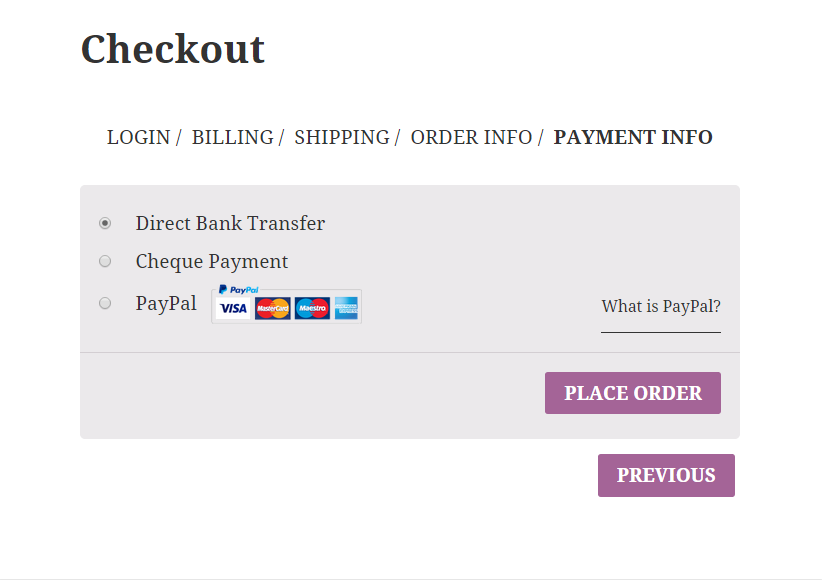 Checkout
LOGIN / BILLING / SHIPPING / ORDER INFO / PAYMENT INFO
Direct Bank Transfer
Cheque Payment
PayPal
PayPal
VISA MasterCard Maestro
What is PayPal?
PLACE ORDER
PREVIOUS